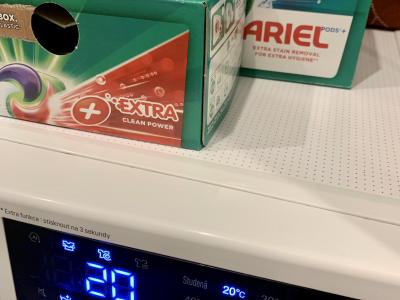 BOX.
ARIEL
PODS®+
EXTRA STAIN REMOVAL
FOR EXTRA HYGIENE**
+EXTRA
CLEAN POWER
* Extra funkce : stisknout na 3 sekundy
20
Studená
20°C